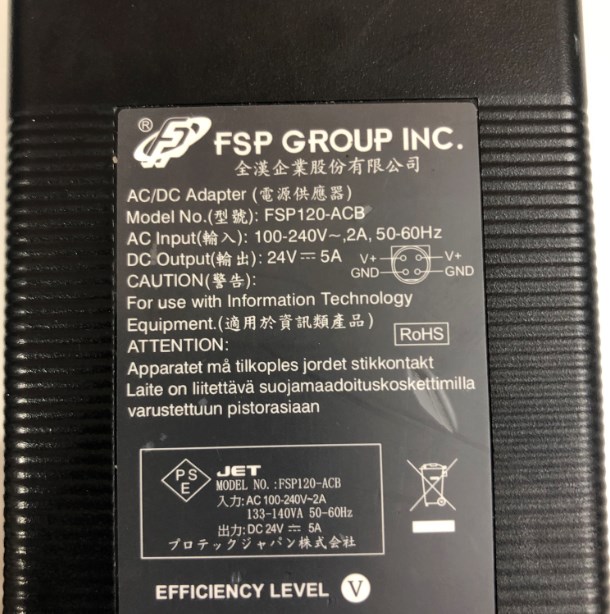 ® FSP GROUP INC.
全漢企業股份有限公司
AC/DC Adapter (電源供應器)
Model No.(型號): FSP120-ACB
AC Input(輸入): 100-240V~,2A, 50-60Hz
DC Output(輸出): 24V⎓5A
V+ V+
GND GND
CAUTION(警告):
For use with Information Technology
Equipment.(適用於資訊類產品)
RoHS
ATTENTION:
Apparatet må tilkoples jordet stikkontakt
Laite on liitettävä suojamaadoituskoskettimilla
varustettuun pistorasiaan
PS
E
JET
MODEL NO.:FSP120-ACB
入力:AC 100-240V~2A
133-140VA 50-60Hz
出力:DC 24V ⎓ 5A
プロテックジャパン株式会社
EFFICIENCY LEVEL V